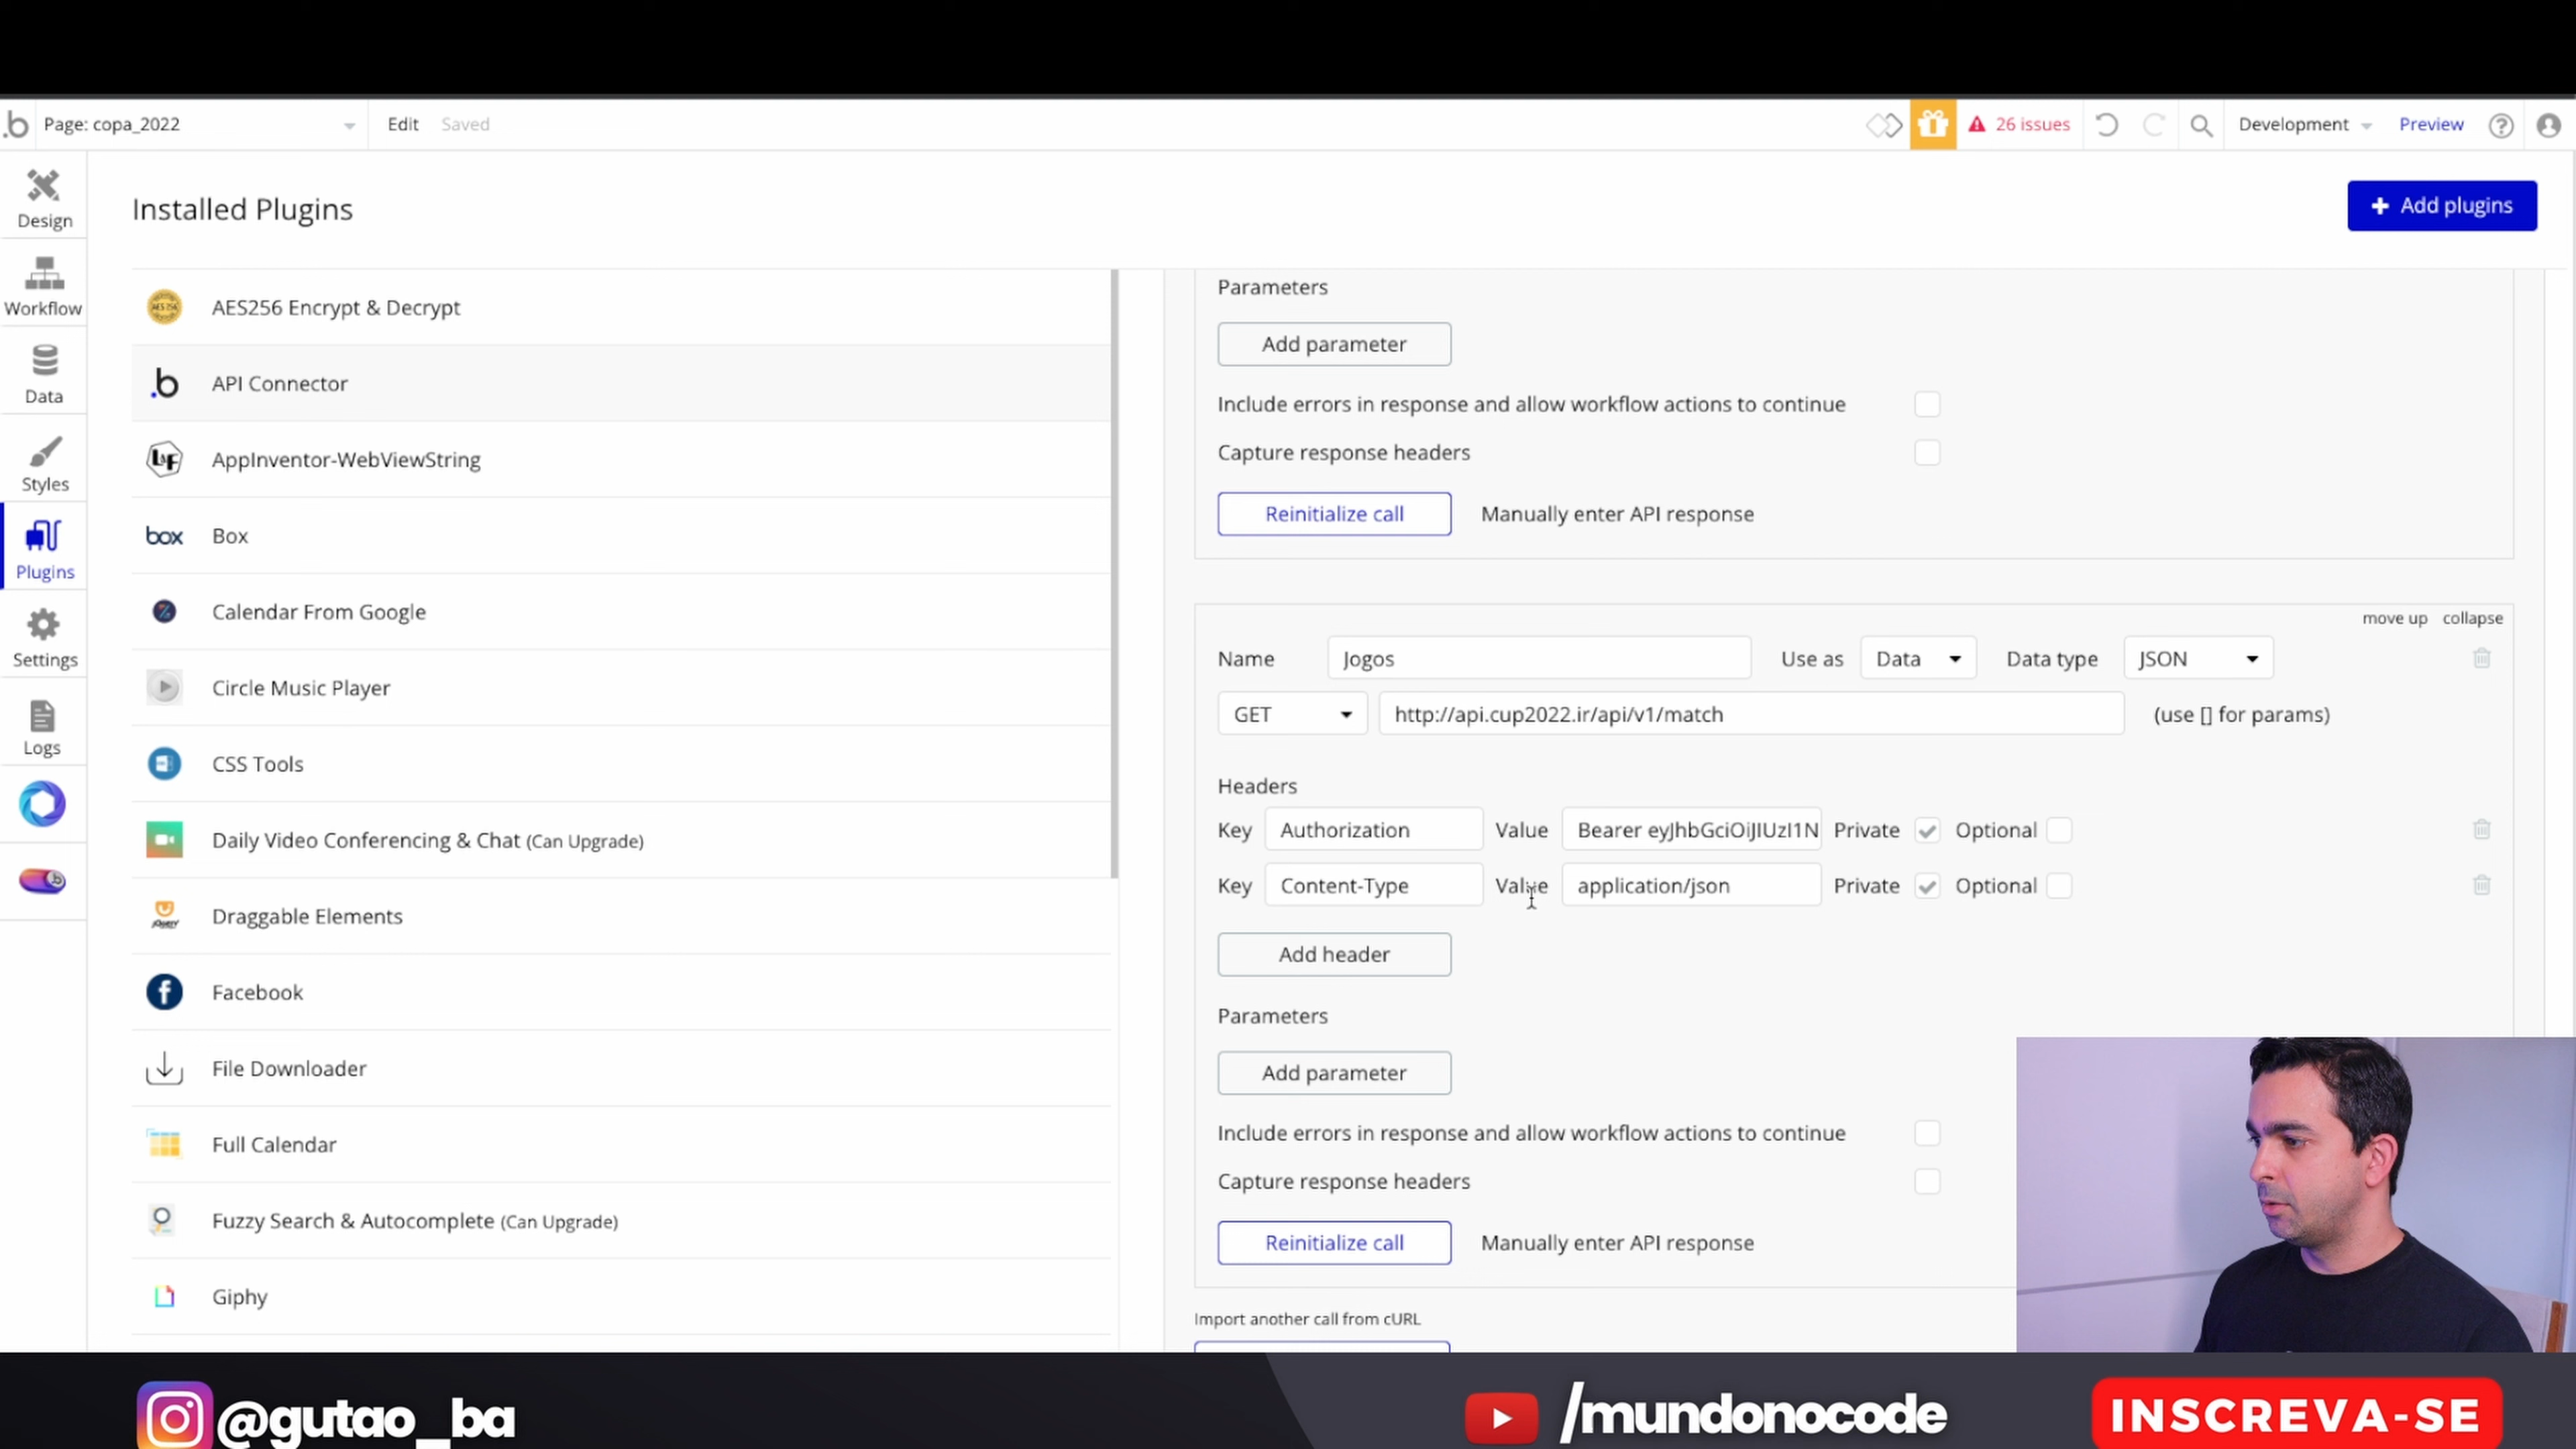 Page: copa_2022
Edit
Saved
26 issues
Development
Preview
Design
Workflow
Data
Styles
Plugins
Settings
Logs
Installed Plugins
+ Add plugins
AES256 Encrypt & Decrypt
API Connector
AppInventor-WebViewString
box Box
Calendar From Google
Circle Music Player
CSS Tools
Daily Video Conferencing & Chat (Can Upgrade)
Draggable Elements
Facebook
File Downloader
Full Calendar
Fuzzy Search & Autocomplete (Can Upgrade)
Giphy
Parameters
Add parameter
Include errors in response and allow workflow actions to continue
Capture response headers
Reinitialize call Manually enter API response
move up collapse
Name Jogos Use as Data Data type JSON
GET http://api.cup2022.ir/api/v1/match (use [] for params)
Headers
Key Authorization Value Bearer eyJhbGciOiJIUzI1N Private Optional
Key Content-Type Value application/json Private Optional
Add header
Parameters
Add parameter
Include errors in response and allow workflow actions to continue
Capture response headers
Reinitialize call Manually enter API response
Import another call from cURL
@gutao_ba
/mundonocode
INSCREVA-SE